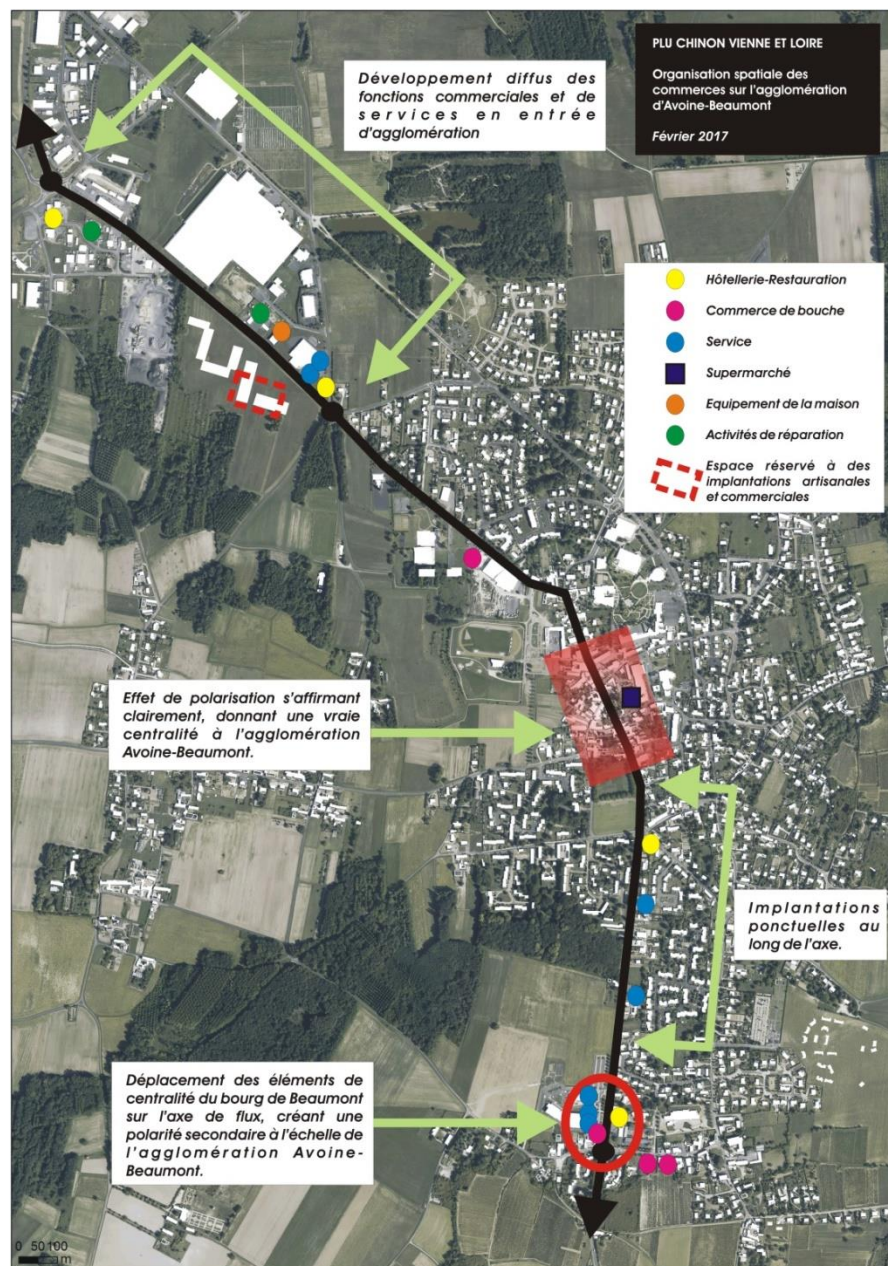 PLU CHINON VIENNE ET LOIRE
Organisation spatiale des
commerces sur l'agglomération
d'Avoine-Beaumont
Février 2017
Développement diffus des
fonctions commerciales et de
services en entrée
d'agglomération
Hôtellerie-Restauration
Commerce de bouche
Service
Supermarché
Equipement de la maison
Activités de réparation
Espace réservé à des
implantations artisanales
et commerciales
Effet de polarisation s'affirmant
clairement, donnant une vraie
centralité à l'agglomération
Avoine-Beaumont.
Implantations
ponctuelles au
long de l'axe.
Déplacement des éléments de
centralité du bourg de Beaumont
sur l'axe de flux, créant une
polarité secondaire à l'échelle de
l'agglomération Avoine-
Beaumont.
0 50 100
m